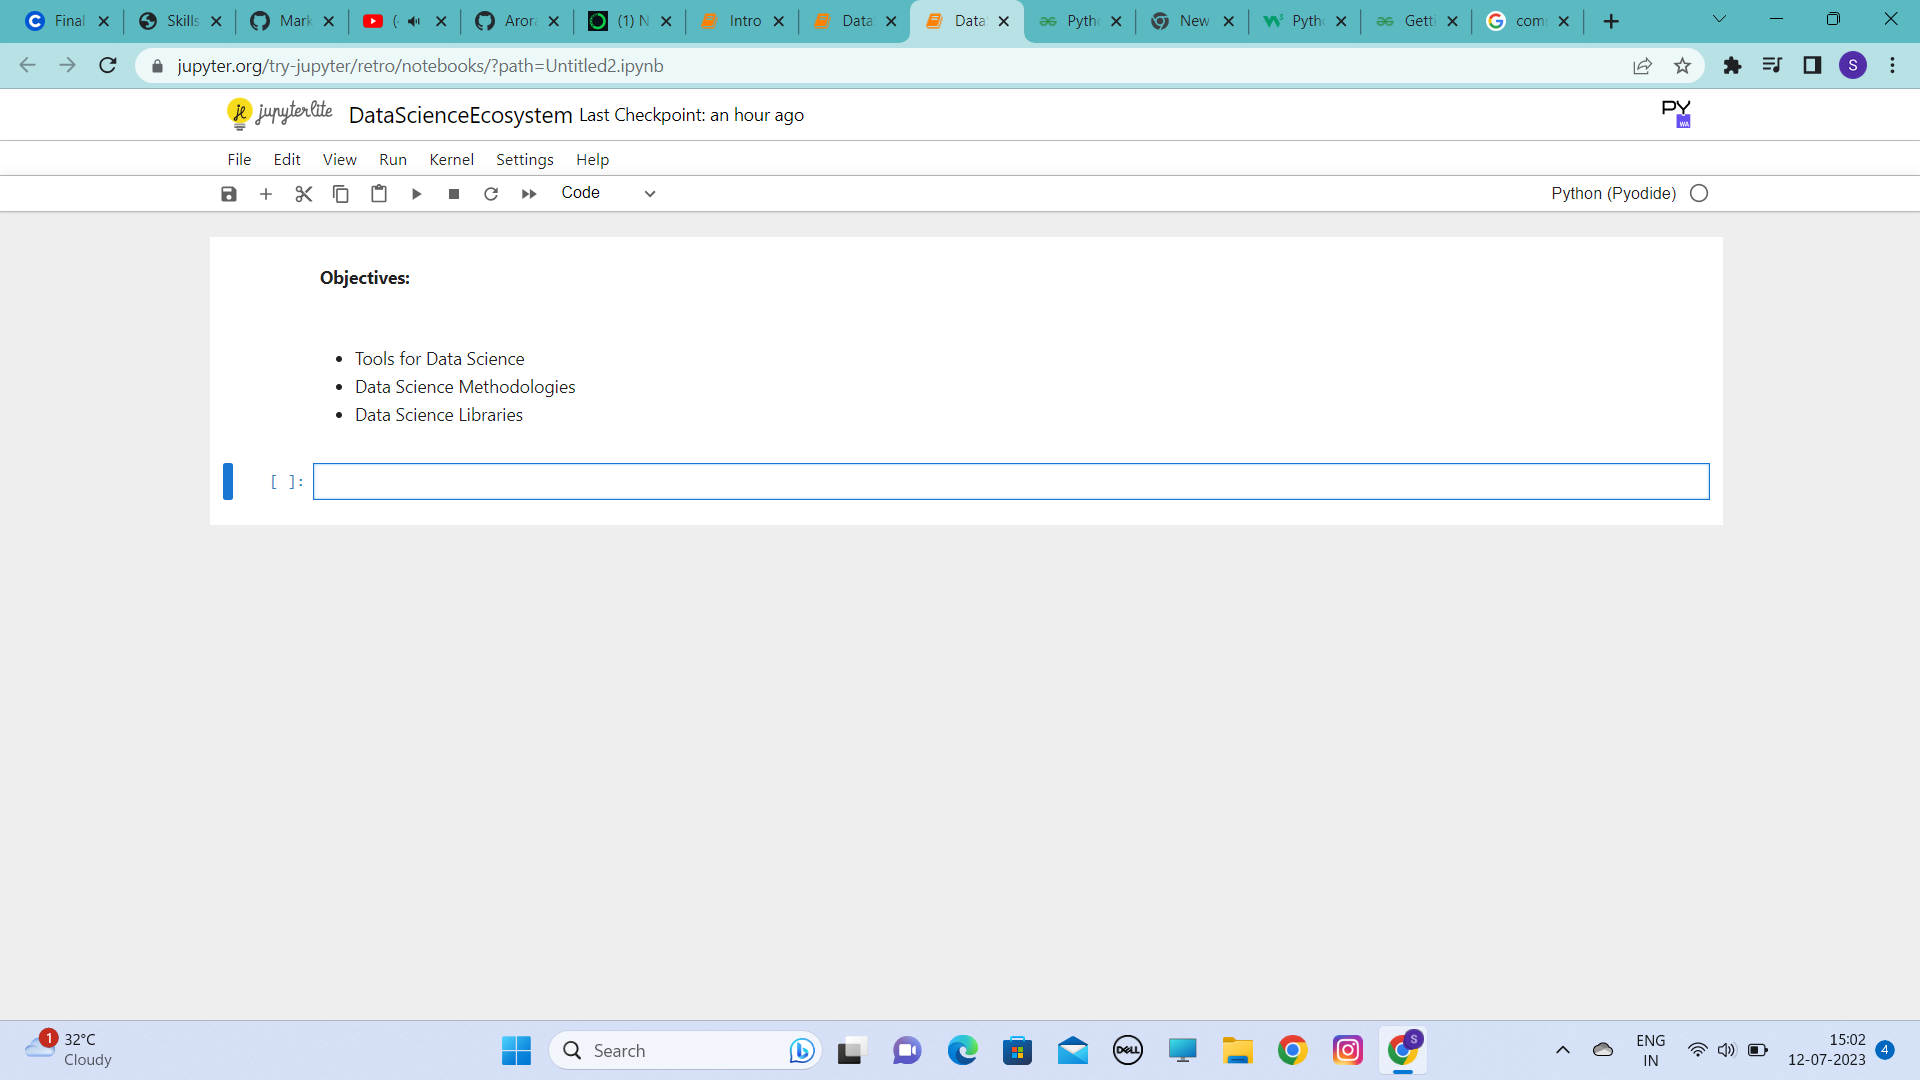 Final
Skills
Mark
(
Arora
(1) N
Intro
Data
Data
Pyth
New
Pyth
Getti
com
jupyter.org/try-jupyter/retro/notebooks/?path=Untitled2.ipynb
S
jupyterlite
DataScienceEcosystem Last Checkpoint: an hour ago
PY
WA
File Edit View Run Kernel Settings Help
Code
Python (Pyodide)
Objectives:
Tools for Data Science
Data Science Methodologies
Data Science Libraries
[ ]:
1
32°C
Cloudy
Search
DELL
S
ENG
IN
15:02
12-07-2023
4